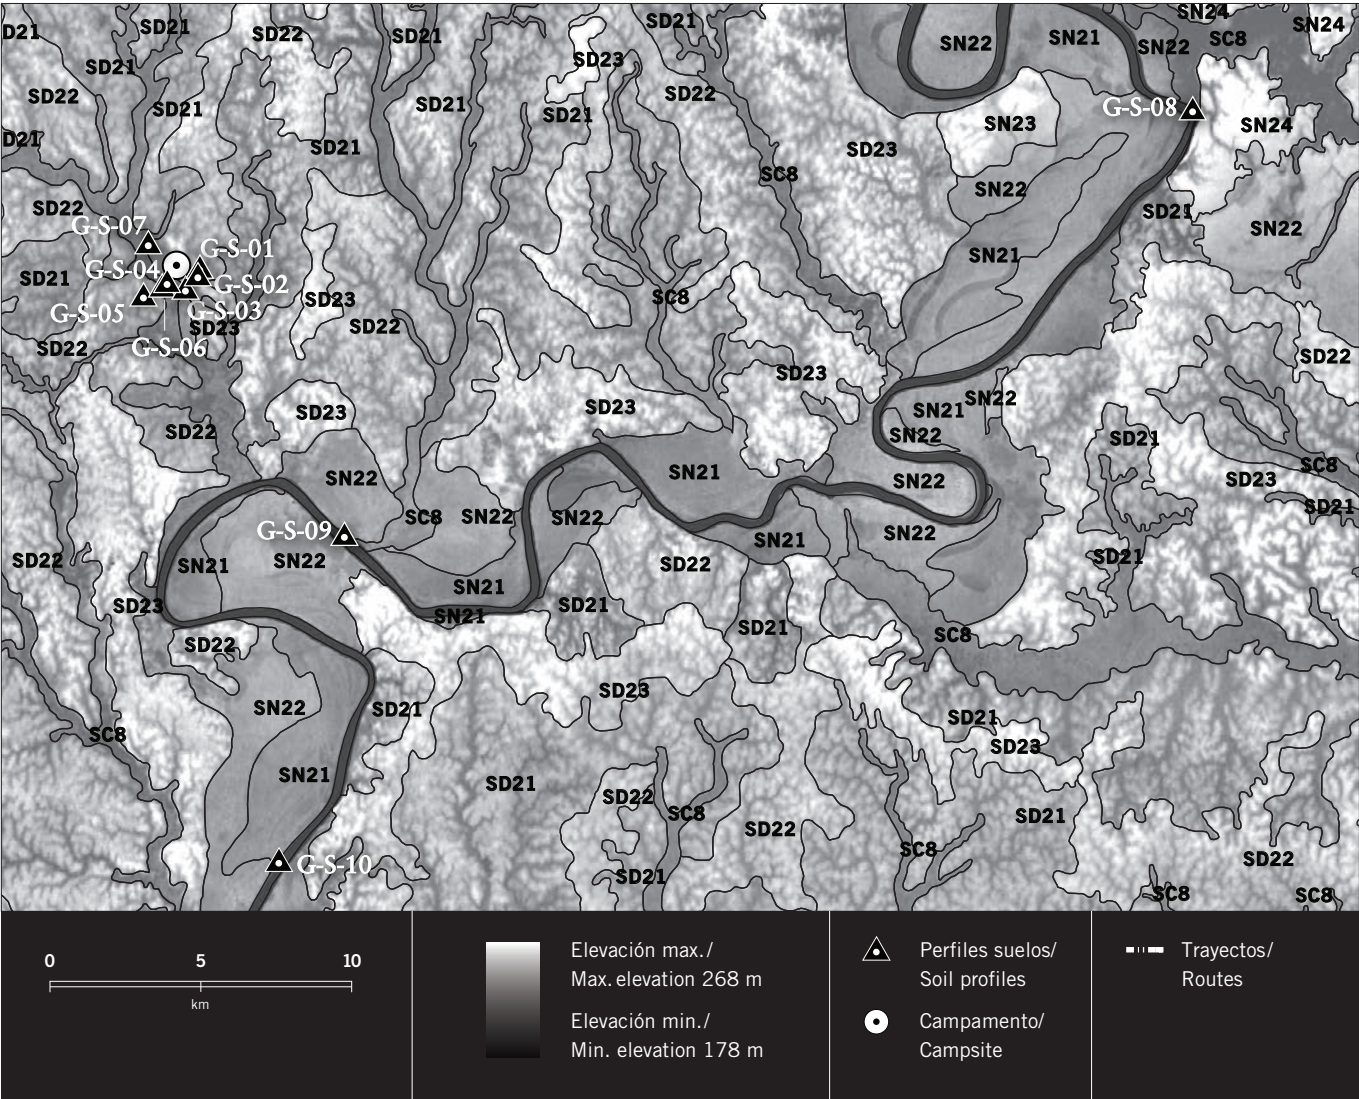 SD21
SD22
SD21
SD21
SN22
SN21
SN24
SN24
SC8
SN22
D21
SD21
SD23
SD22
SD22
SD21
SD21
SD21
G-S-08
SN23
SN24
D21
SD21
SD23
SC8
SN22
SD22
SD21
G-S-07
SN22
G-S-01
SN21
G-S-04
SD21
G-S-02
SD23
SC8
G-S-05
G-S-03
SD23
SD22
G-S-06
SD22
SD22
SD23
SN22
SD23
SD23
SN21
SD22
SN22
SD21
SN22
SN21
SN22
SD23
SC8
SD21
SC8
SN22
SN22
G-S-09
SN22
SN21
SD22
SN21
SN22
SD22
SD21
SN21
SD23
SN21
SD21
SD21
SC8
SD22
SD23
SN22
SD21
SD21
SC8
SD23
SN21
SD21
SD22
SC8
SD22
SD21
SC8
SD22
G-S-10
SD21
SC8
SC8
0 5 10
km
Elevación max./
Max. elevation 268 m
Elevación min./
Min. elevation 178 m
Perfiles suelos/
Soil profiles
Campamento/
Campsite
Trayectos/
Routes